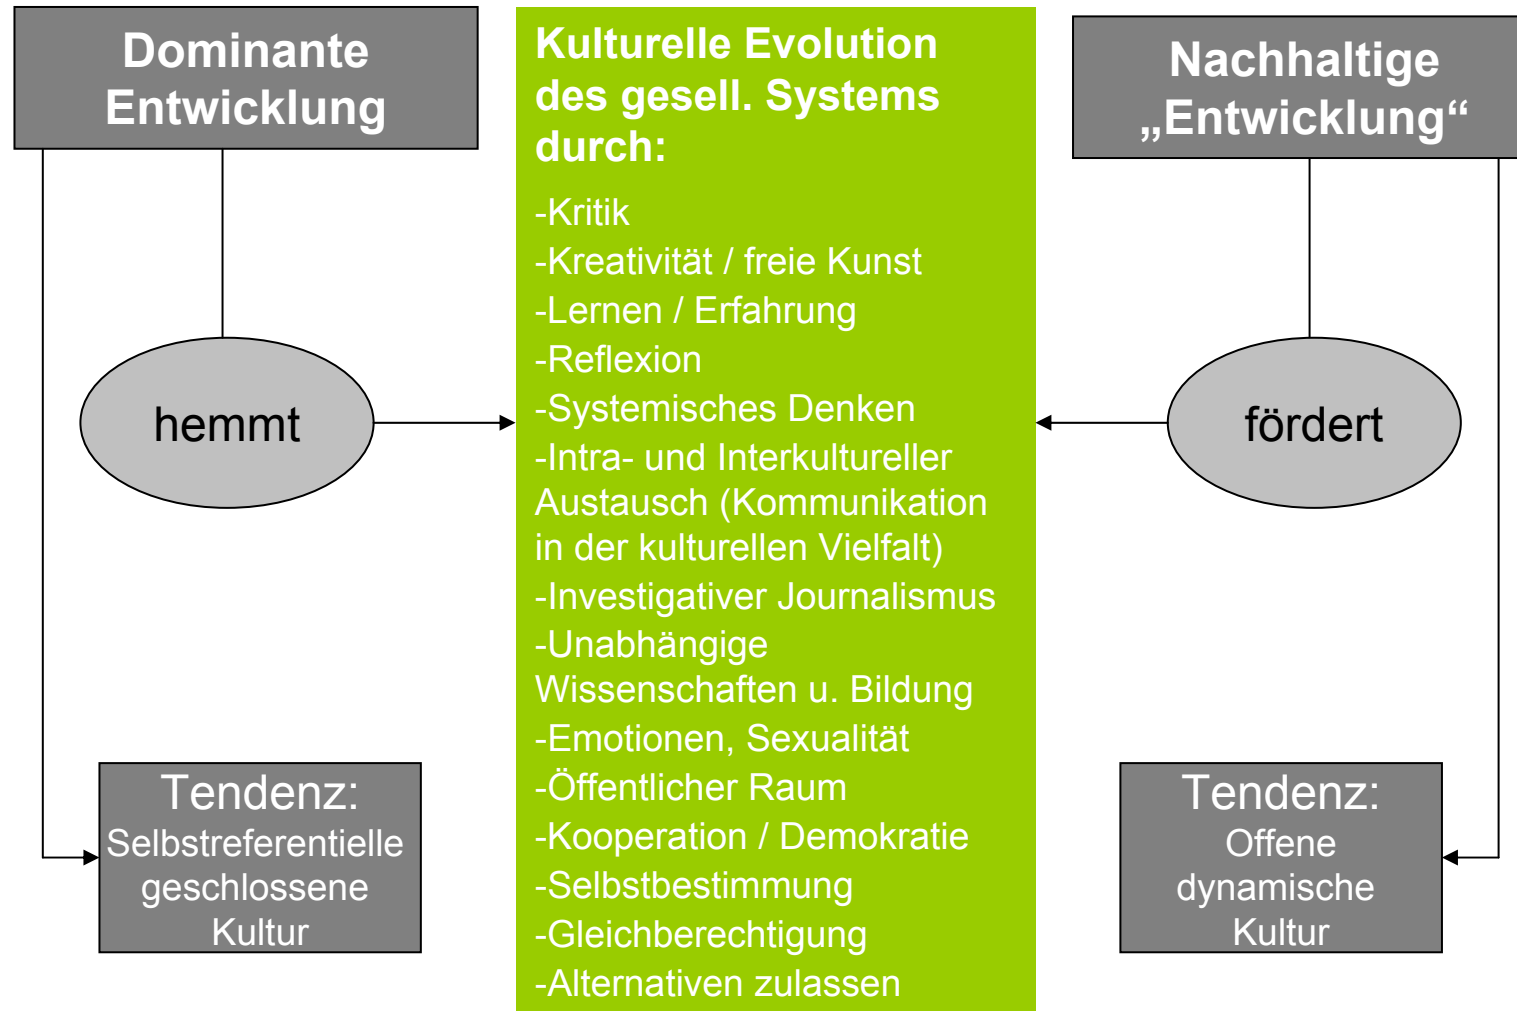 Dominante
Entwicklung
hemmt
Tendenz:
Selbstreferentielle
geschlossene
Kultur
Kulturelle Evolution
des gesell. Systems
durch:
-Kritik
-Kreativität / freie Kunst
-Lernen / Erfahrung
-Reflexion
-Systemisches Denken
-Intra- und Interkultureller
Austausch (Kommunikation
in der kulturellen Vielfalt)
-Investigativer Journalismus
-Unabhängige
Wissenschaften u. Bildung
-Emotionen, Sexualität
-Öffentlicher Raum
-Kooperation / Demokratie
-Selbstbestimmung
-Gleichberechtigung
-Alternativen zulassen
Nachhaltige
„Entwicklung“
fördert
Tendenz:
Offene
dynamische
Kultur